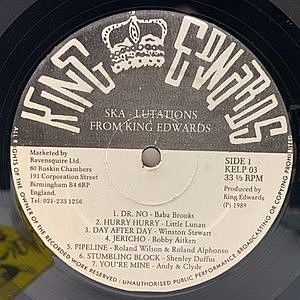 KING EDWARDS
SKA - LUTATIONS
FROM KING EDWARDS
Marketed by
Ravensquire Ltd.
80 Ruskin Chambers
191 Corporation Street
Birmingham B4 6RP
England.
Tel: 021-233 1256
SIDE 1
KELP 03
33 ⅓ RPM
Produced by
King Edwards
(P) 1989
1. DR. NO - Baba Brooks
2. HURRY HURRY - Little Lunan
3. DAY AFTER DAY - Winston Stewart
4. JERICHO - Bobby Aitken
5. PIPELINE - Roland Wilson & Roland Alphonso
6. STUMBLING BLOCK - Shenley Duffus
7. YOU'RE MINE - Andy & Clyde
ALL RIGHTS OF THE OWNER OF THE RECORDED WORK RESERVED. UNAUTHORISED PUBLIC PERFORMANCE BROADCASTING